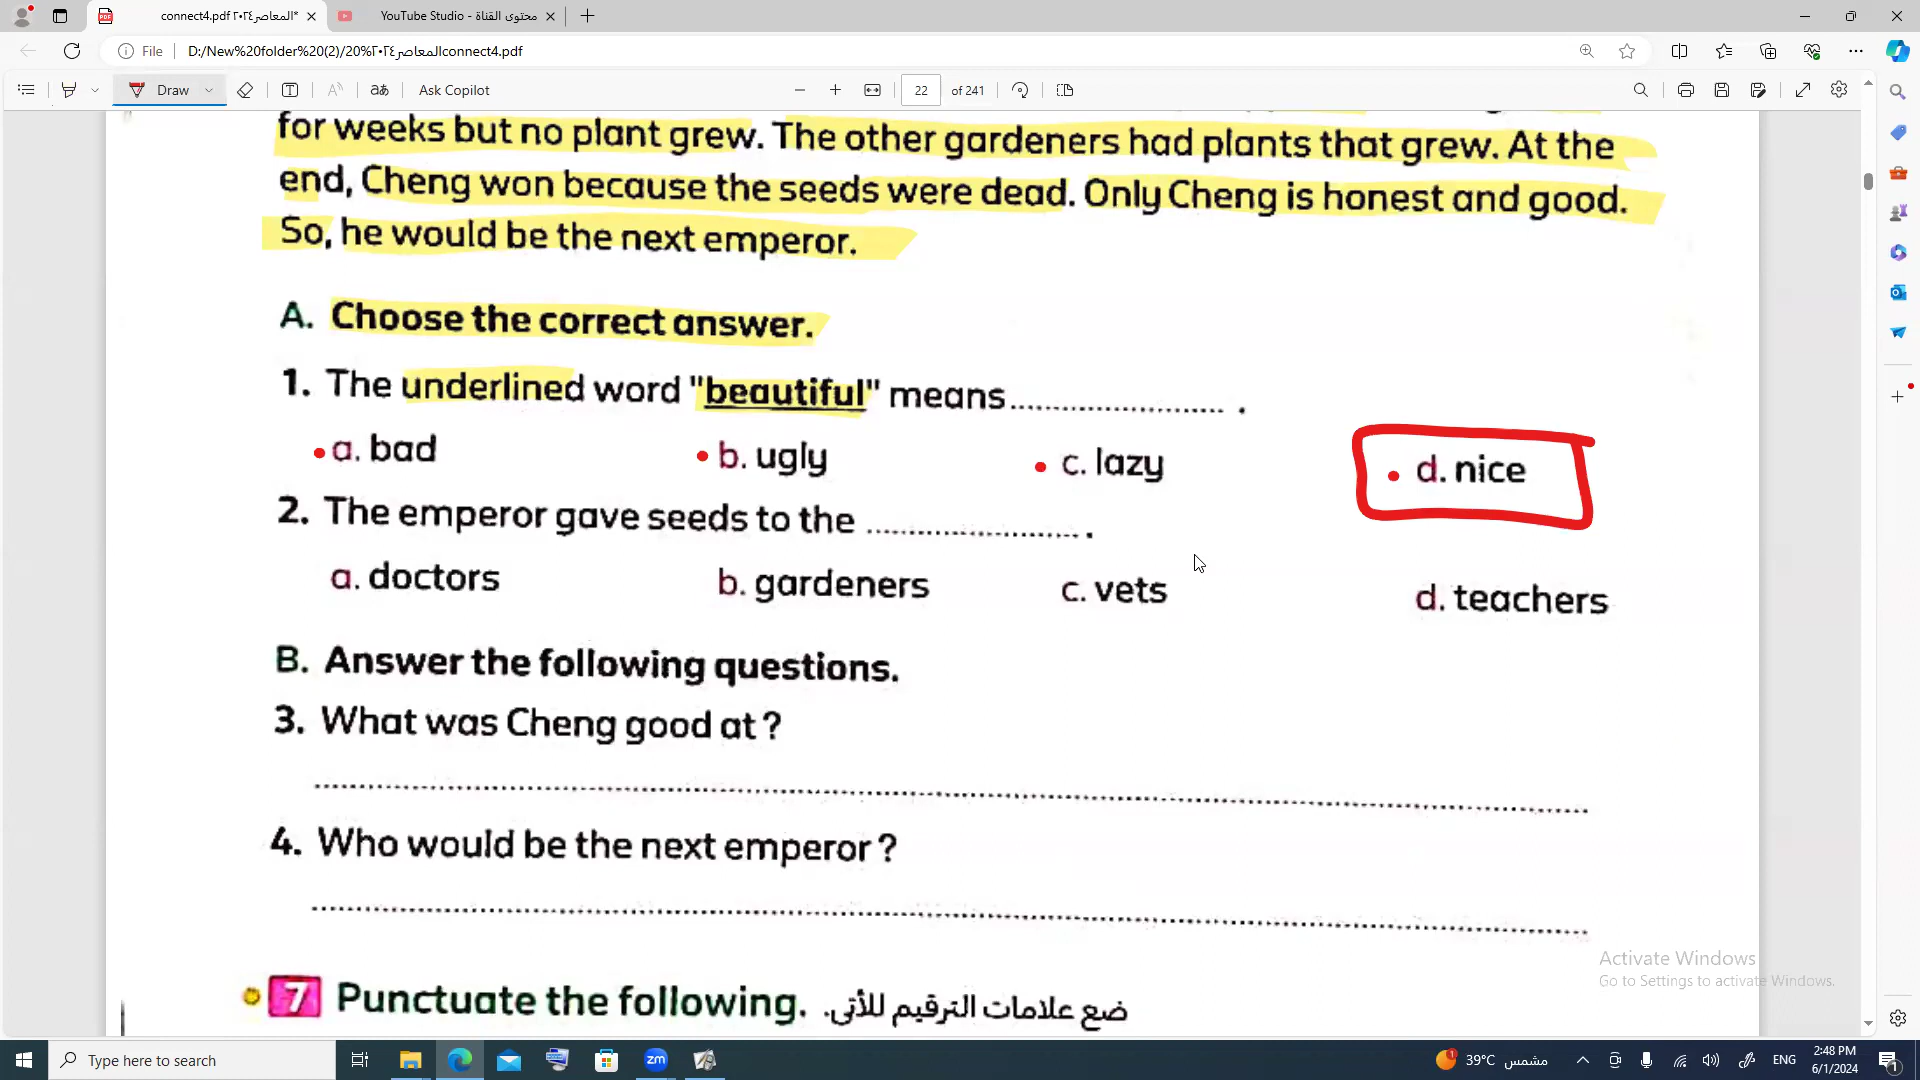 connect4.pdf المعاصر٢٠٢٤*
YouTube Studio - محتوى القناة
File
D:/New%20folder%20(2)/20%المعاصر٢٠٢٤connect4.pdf
Draw
Ask Copilot
22 of 241
for weeks but no plant grew. The other gardeners had plants that grew. At the
end, Cheng won because the seeds were dead. Only Cheng is honest and good.
So, he would be the next emperor.
A. Choose the correct answer.
1. The underlined word "beautiful" means........................ .
a. bad b. ugly c. lazy d. nice
2. The emperor gave seeds to the ........................ .
a. doctors b. gardeners c. vets d. teachers
B. Answer the following questions.
3. What was Cheng good at ?
4. Who would be the next emperor ?
7 Punctuate the following. ضع علامات الترقيم للأتى.
Activate Windows
Go to Settings to activate Windows.
Type here to search
zm
39°C مشمس
ENG
2:48 PM
6/1/2024